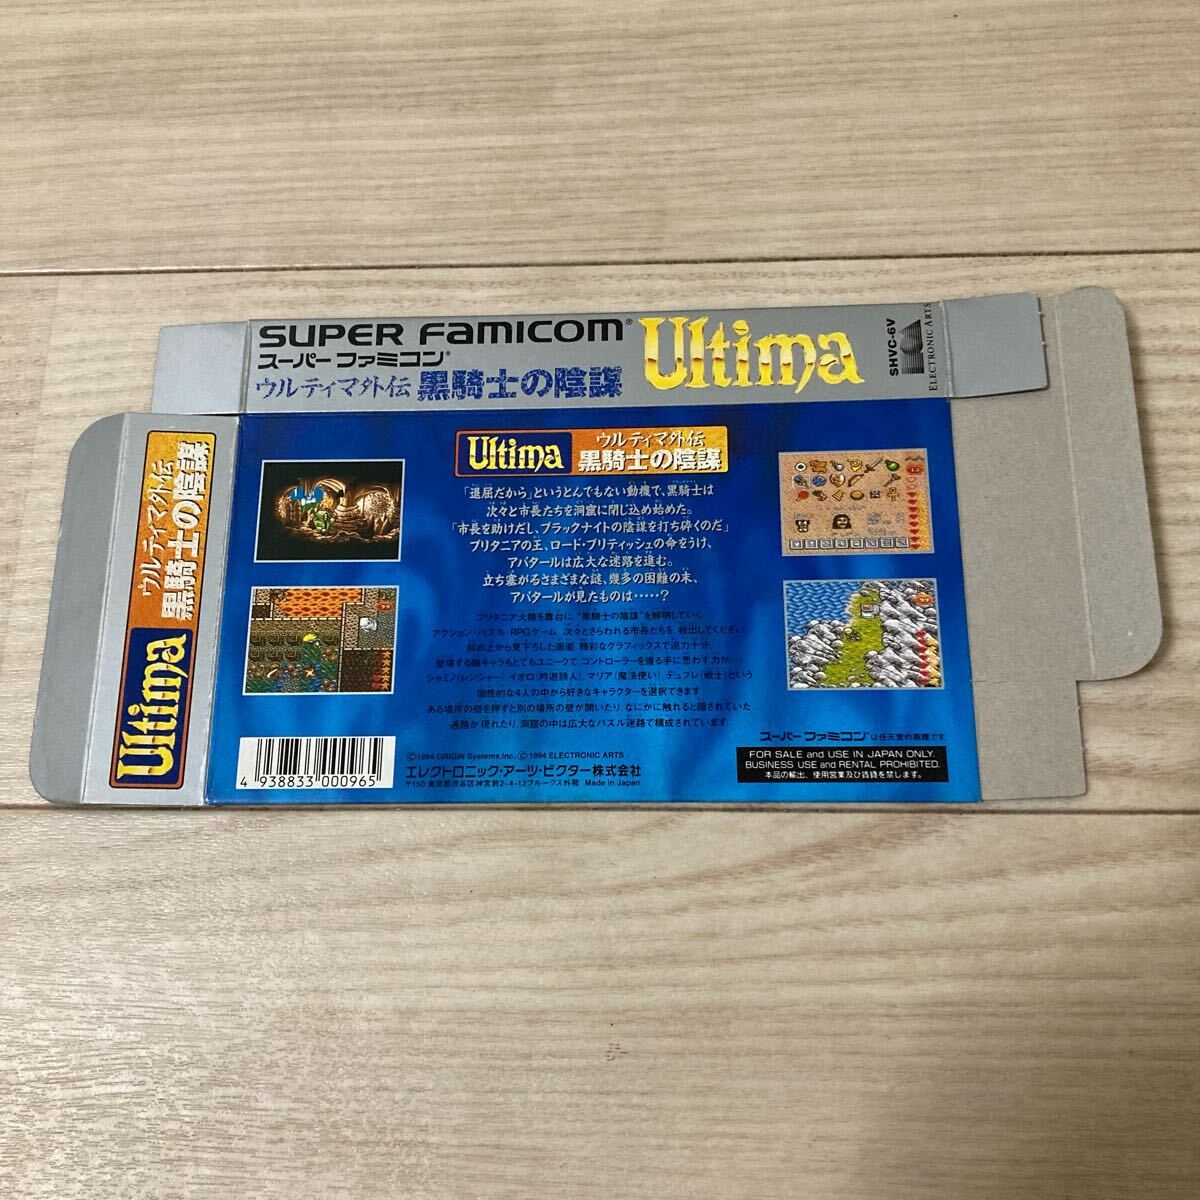 SUPER FAMICOM®
スーパーファミコン®
ウルティマ外伝 黒騎士の陰謀
Ultima
SHVC-6V
ELECTRONIC ARTS
ウルティマ外伝
黒騎士の陰謀
Ultima
Ultima
ウルティマ外伝
黒騎士の陰謀
「退屈だから」というとんでもない動機で、黒騎士は
次々と市長たちを洞窟に閉じ込め始めた。
「市長を助けだし、ブラックナイトの陰謀を打ち砕くのだ」
ブリタニアの王、ロード・ブリティッシュの命をうけ、
アバタールは広大な迷路を進む。
立ち塞がるさまざまな謎、幾多の困難の末、
アバタールが見たものは……?
ブリタニア大陸を舞台に“黒騎士の陰謀”を解明していく
アクション・パズル・RPGゲーム 次々とさらわれる市長たちを、救出してください
斜め上から見下ろした画面 精彩なグラフィックスで迫力十分
登場する敵キャラもとてもユニークで、コントローラーを握る手に思わず力が…
シャミノ(レンジャー)、イオロ(吟遊詩人)、マリア(魔法使い)、デュプレ(戦士)という
個性的な4人の中から好きなキャラクターを選択できます
ある場所の壁を押すと別の場所の壁が開いたり、なにかに触れると隠されていた
通路が現れたり、洞窟の中は広大なパズル迷路で構成されています
4 938833 000965
©1994 ORIGIN Systems,Inc. ©1994 ELECTRONIC ARTS
エレクトロニック・アーツ・ビクター株式会社
〒150 東京都渋谷区神宮前2-4-12フルークス外苑 Made in Japan
スーパーファミコンは任天堂の商標です。
FOR SALE and USE IN JAPAN ONLY.
BUSINESS USE and RENTAL PROHIBITED.
本品の輸出、使用営業及び賃貸を禁じます。